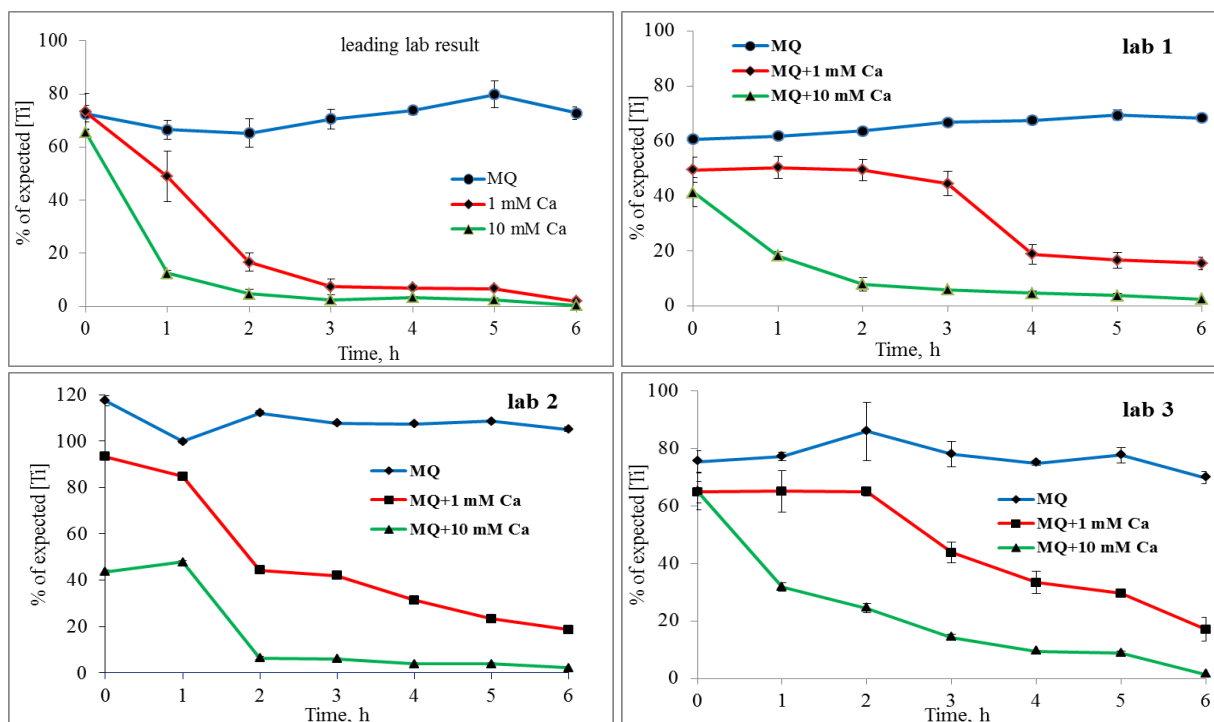 leading lab result
% of expected [Ti]
100
80
60
40
20
0
MQ
1 mM Ca
10 mM Ca
0 1 2 3 4 5 6
Time, h
lab 1
% of expected [Ti]
100
80
60
40
20
0
MQ
MQ+1 mM Ca
MQ+10 mM Ca
0 1 2 3 4 5 6
Time, h
lab 2
% of expected [Ti]
120
100
80
60
40
20
0
MQ
MQ+1 mM Ca
MQ+10 mM Ca
0 1 2 3 4 5 6
Time, h
lab 3
% of expected [Ti]
100
80
60
40
20
0
MQ
MQ+1 mM Ca
MQ+10 mM Ca
0 1 2 3 4 5 6
Time, h